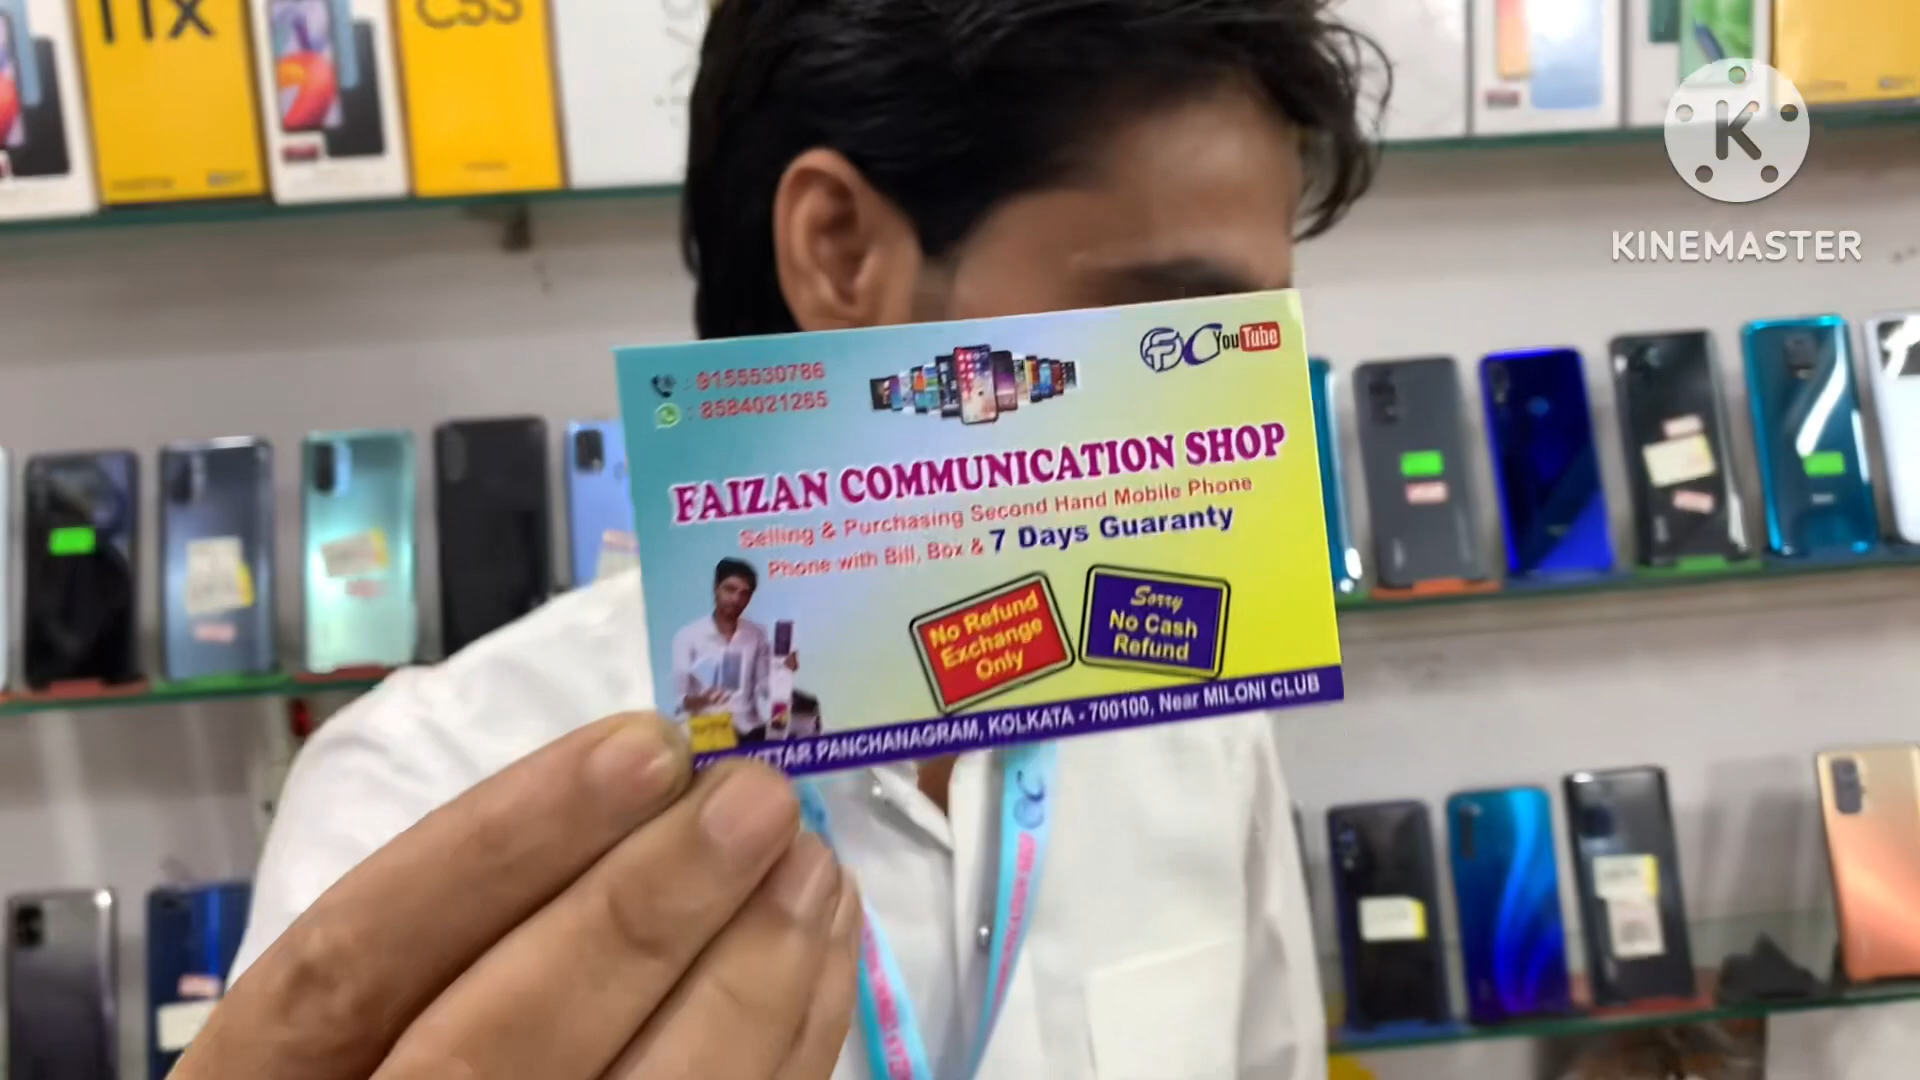 11x
C53
K
KINEMASTER
FC YouTube
: 9155530786
: 8584021265
FAIZAN COMMUNICATION SHOP
Selling & Purchasing Second Hand Mobile Phone
Phone with Bill, Box & 7 Days Guaranty
No Refund
Exchange
Only
Sorry
No Cash
Refund
UTTAR PANCHANAGRAM, KOLKATA - 700100, Near MILONI CLUB